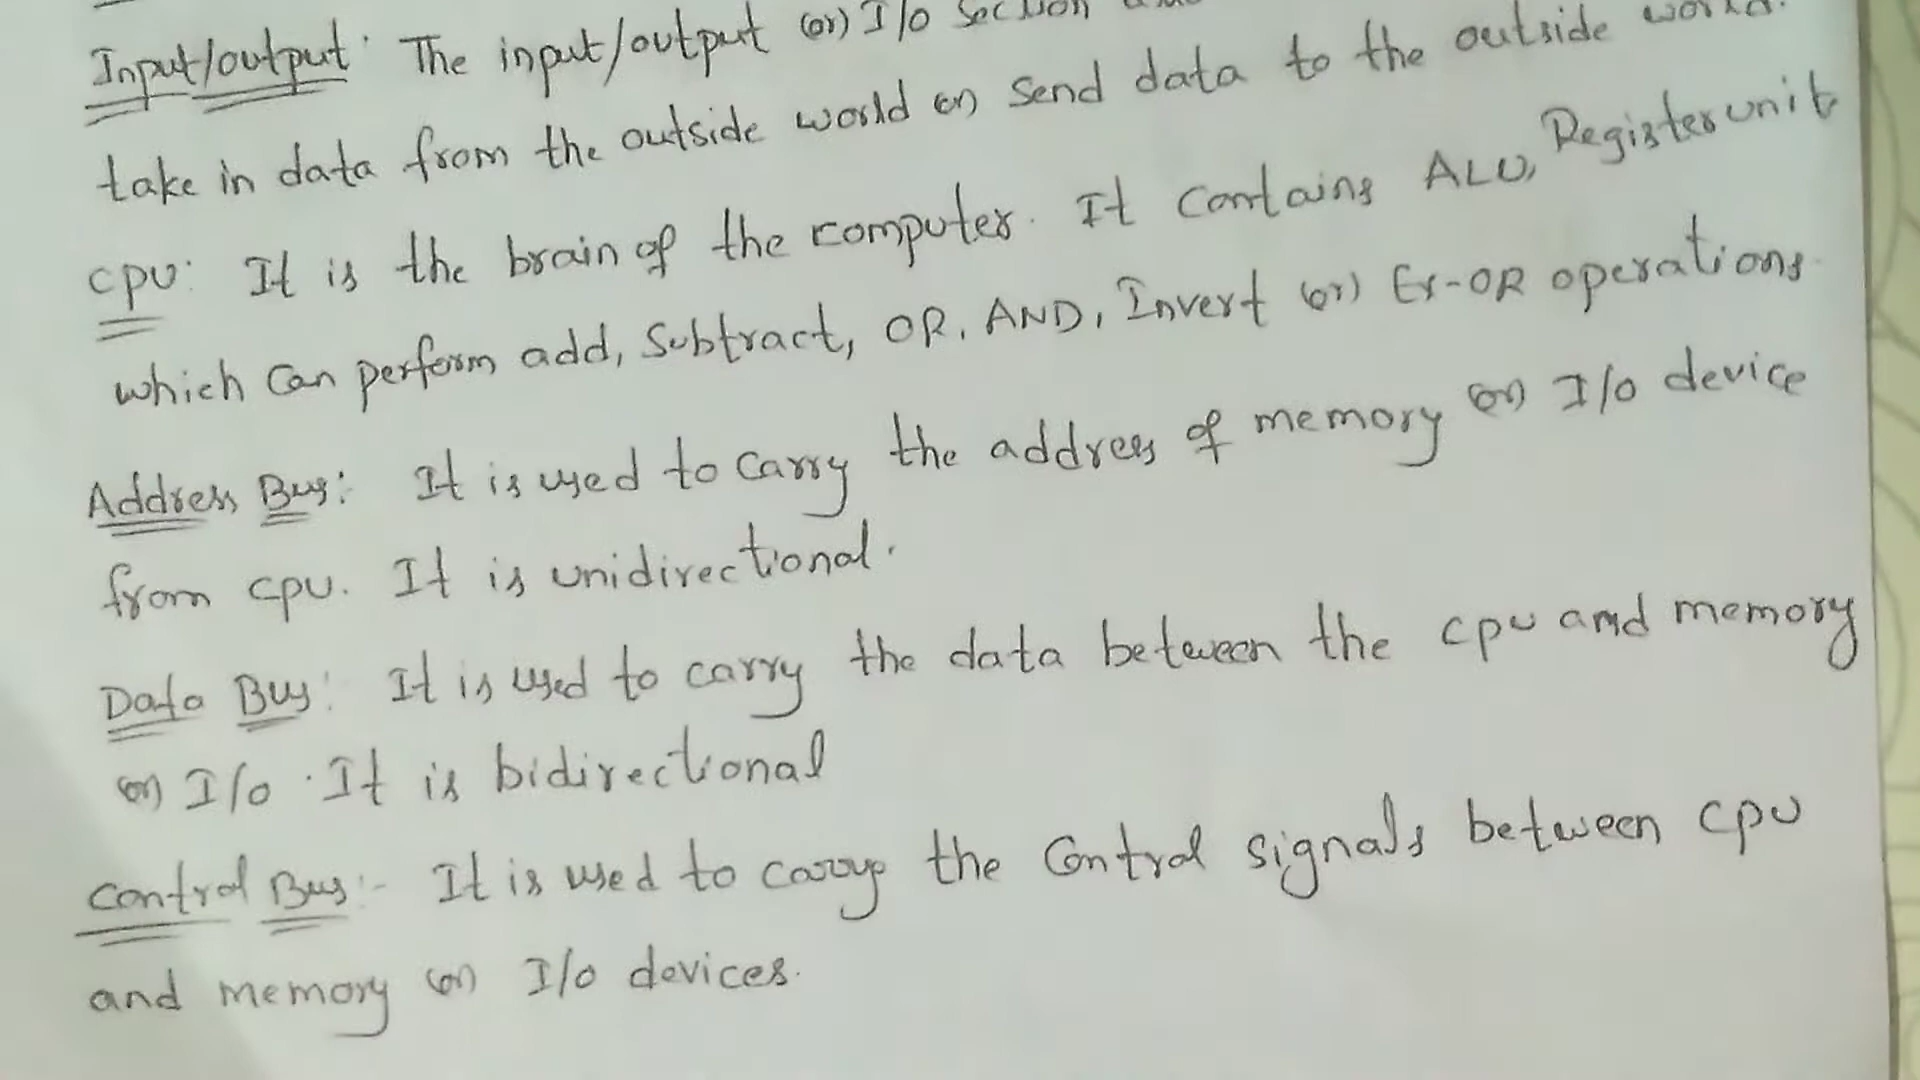 Input/output: The input/output (or) I/o Section
take in data from the outside world (or) Send data to the outside world.
CPU: It is the brain of the computer. It contains ALU, Register unit
which can perform add, Subtract, OR, AND, Invert (or) Ex-OR operations.
Address Bus: It is used to carry the address of memory (or) I/o device
from cpu. It is unidirectional.
Data Bus: It is used to carry the data between the cpu and memory
(or) I/o. It is bidirectional
Control Bus:- It is used to carry the Control signals between cpu
and memory (or) I/o devices.